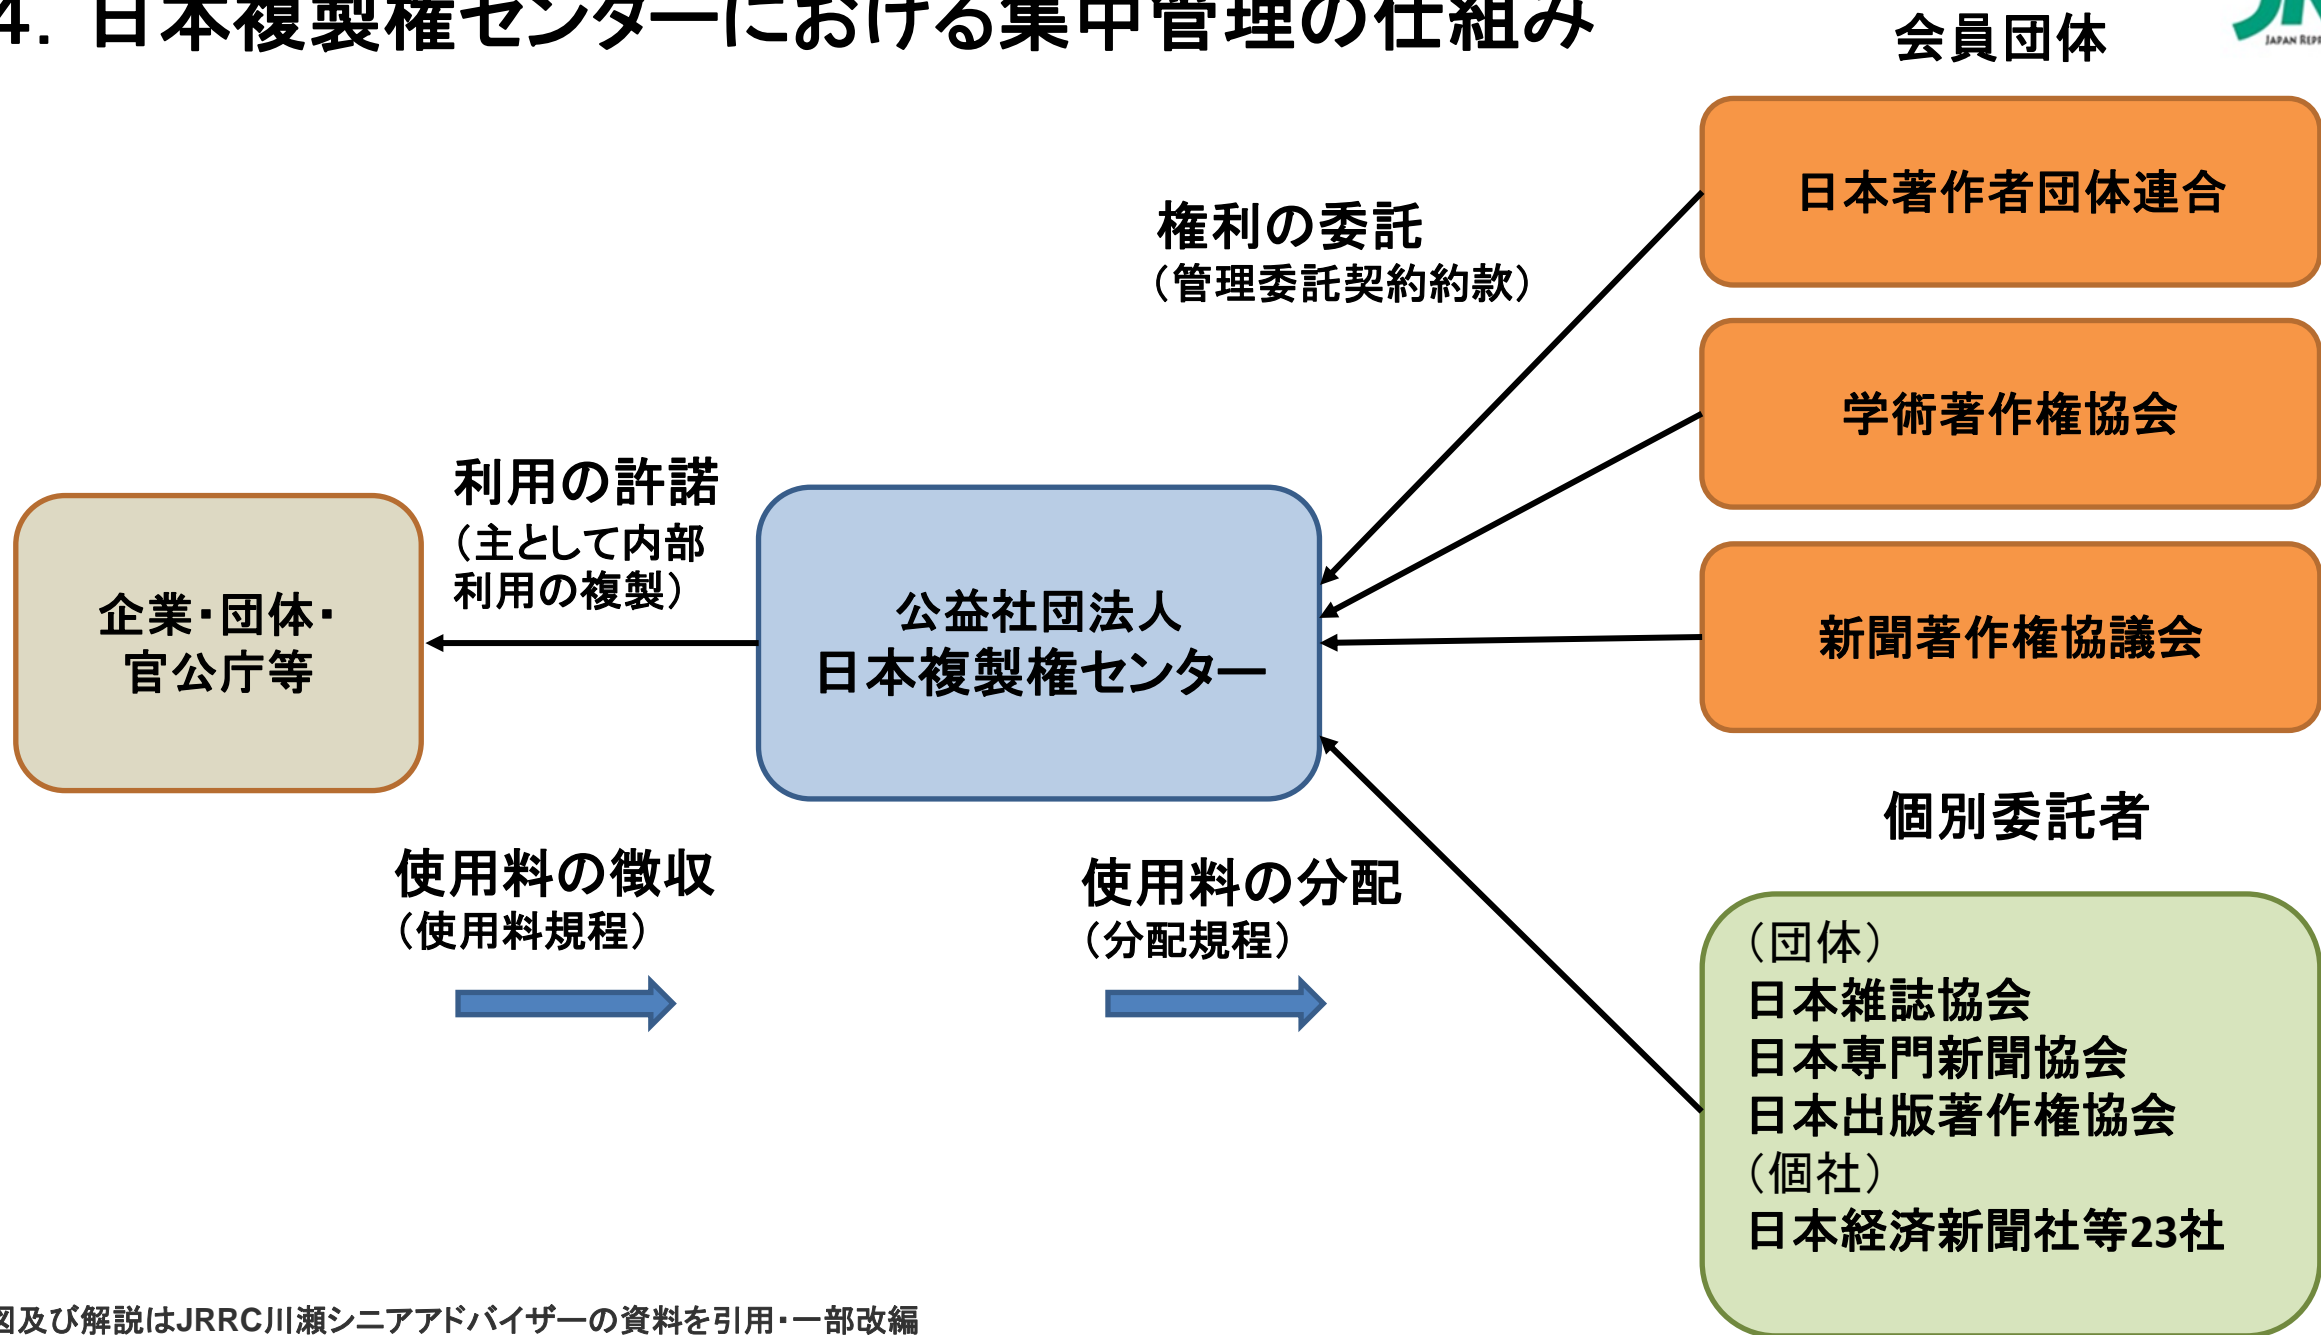 4. 日本複製権センターにおける集中管理の仕組み
会員団体
日本著作者団体連合
権利の委託
（管理委託契約約款）
学術著作権協会
利用の許諾
（主として内部
利用の複製）
企業・団体・
官公庁等
公益社団法人
日本複製権センター
新聞著作権協議会
個別委託者
使用料の徴収
（使用料規程）
使用料の分配
（分配規程）
（団体）
日本雑誌協会
日本専門新聞協会
日本出版著作権協会
（個社）
日本経済新聞社等23社
図及び解説はJRRC川瀬シニアアドバイザーの資料を引用・一部改編